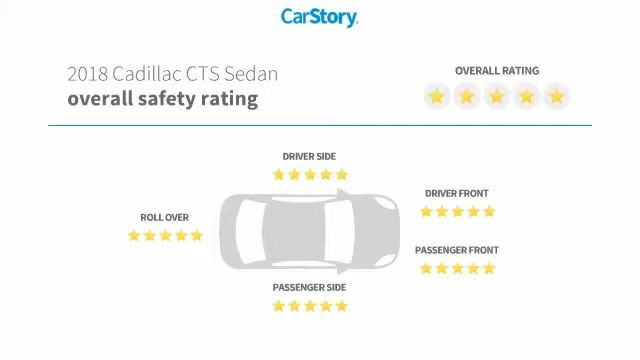 CarStory.
2018 Cadillac CTS Sedan
overall safety rating
OVERALL RATING
DRIVER SIDE
DRIVER FRONT
ROLL OVER
PASSENGER FRONT
PASSENGER SIDE